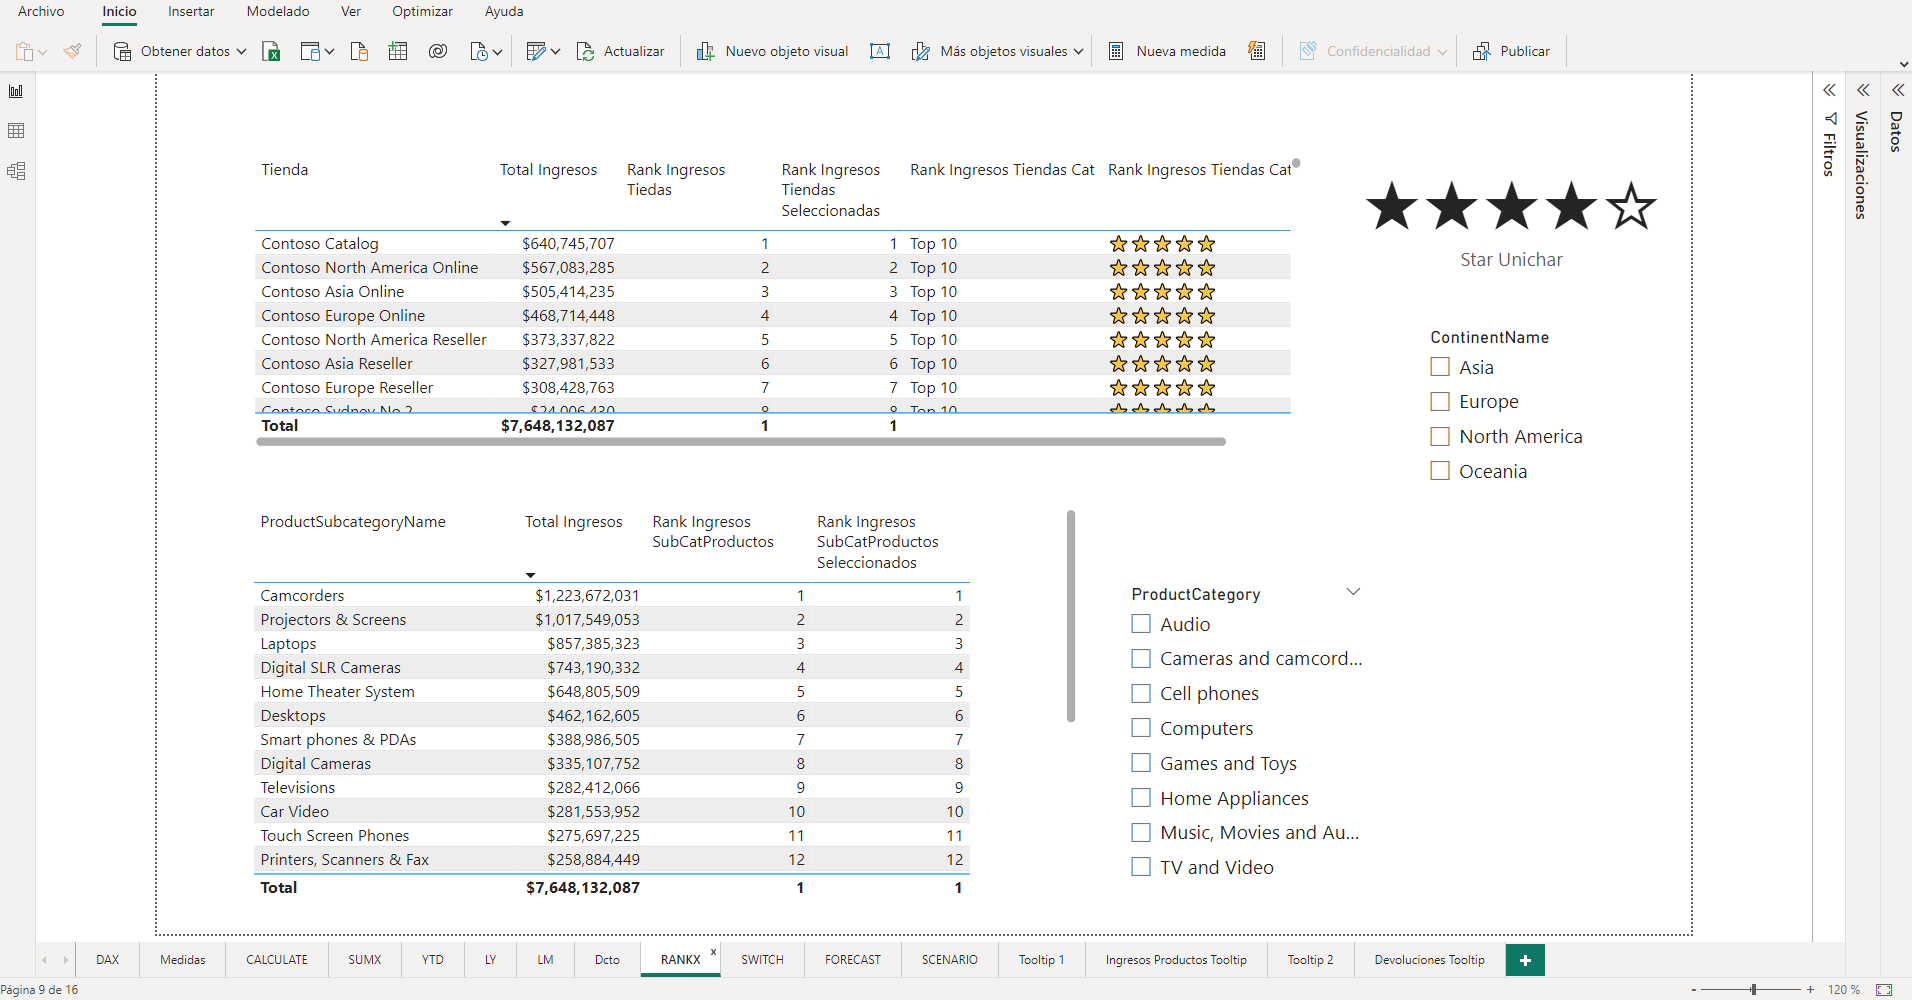 Archivo Inicio Insertar Modelado Ver Optimizar Ayuda
Obtener datos Actualizar Nuevo objeto visual A Más objetos visuales Nueva medida Confidencialidad Publicar
Tienda Total Ingresos Rank Ingresos Tiedas Rank Ingresos Tiendas Seleccionadas Rank Ingresos Tiendas Cat Rank Ingresos Tiendas Cat
Contoso Catalog $640,745,707 1 1 Top 10 ⭐⭐⭐⭐⭐
Contoso North America Online $567,083,285 2 2 Top 10 ⭐⭐⭐⭐⭐
Contoso Asia Online $505,414,235 3 3 Top 10 ⭐⭐⭐⭐⭐
Contoso Europe Online $468,714,448 4 4 Top 10 ⭐⭐⭐⭐⭐
Contoso North America Reseller $373,337,822 5 5 Top 10 ⭐⭐⭐⭐⭐
Contoso Asia Reseller $327,981,533 6 6 Top 10 ⭐⭐⭐⭐⭐
Contoso Europe Reseller $308,428,763 7 7 Top 10 ⭐⭐⭐⭐⭐
Contoso Sydney No.2 $24,006,430 8 8 Top 10 ⭐⭐⭐⭐⭐
Total $7,648,132,087 1 1
★★★★☆
Star Unichar
ContinentName
Asia
Europe
North America
Oceania
ProductSubcategoryName Total Ingresos Rank Ingresos SubCatProductos Rank Ingresos SubCatProductos Seleccionados
Camcorders $1,223,672,031 1 1
Projectors & Screens $1,017,549,053 2 2
Laptops $857,385,323 3 3
Digital SLR Cameras $743,190,332 4 4
Home Theater System $648,805,509 5 5
Desktops $462,162,605 6 6
Smart phones & PDAs $388,986,505 7 7
Digital Cameras $335,107,752 8 8
Televisions $282,412,066 9 9
Car Video $281,553,952 10 10
Touch Screen Phones $275,697,225 11 11
Printers, Scanners & Fax $258,884,449 12 12
Total $7,648,132,087 1 1
ProductCategory
Audio
Cameras and camcord...
Cell phones
Computers
Games and Toys
Home Appliances
Music, Movies and Au...
TV and Video
Filtros
Visualizaciones
Datos
DAX Medidas CALCULATE SUMX YTD LY LM Dcto RANKX x SWITCH FORECAST SCENARIO Tooltip 1 Ingresos Productos Tooltip Tooltip 2 Devoluciones Tooltip +
Página 9 de 16 - + 120 %